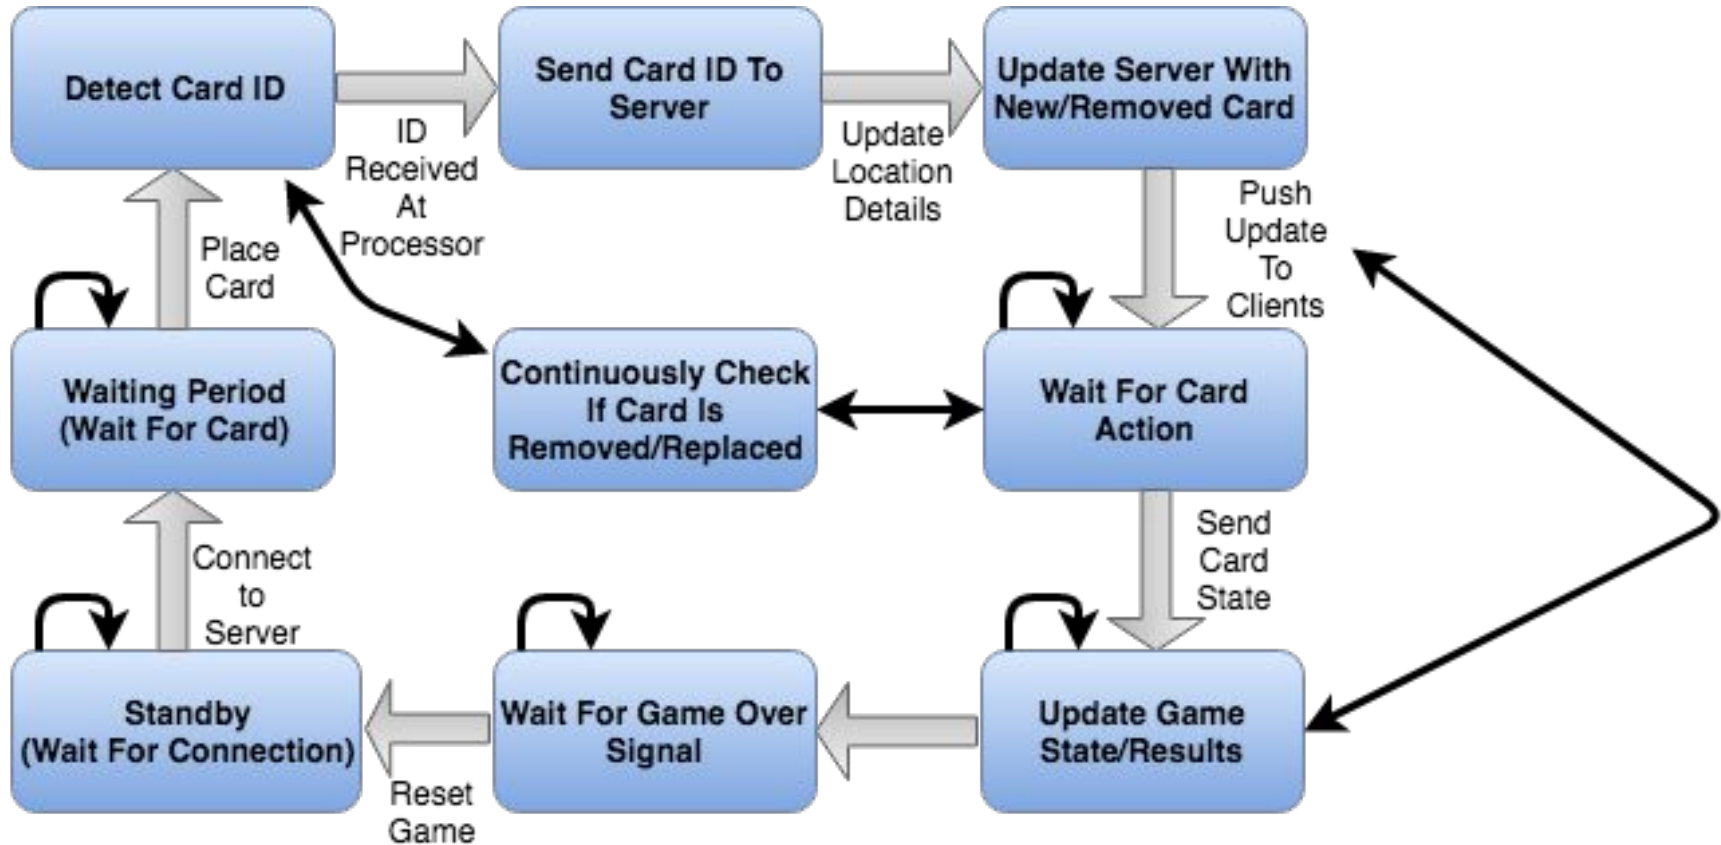 Detect Card ID
Send Card ID To
Server
Update Server With
New/Removed Card
ID
Received
At
Processor
Update
Location
Details
Push
Update
To
Clients
Place
Card
Waiting Period
(Wait For Card)
Continuously Check
If Card Is
Removed/Replaced
Wait For Card
Action
Connect
to
Server
Send
Card
State
Standby
(Wait For Connection)
Wait For Game Over
Signal
Update Game
State/Results
Reset
Game